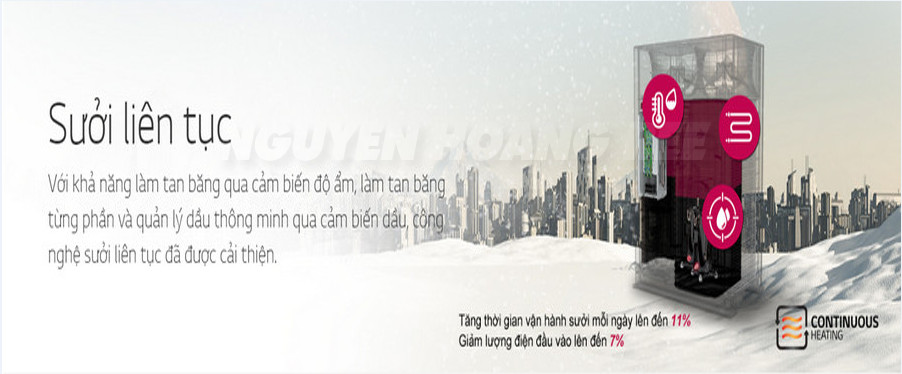 Sưởi liên tục
NGUYEN HOANG
Với khả năng làm tan băng qua cảm biến độ ẩm, làm tan băng
từng phần và quản lý dầu thông minh qua cảm biến dầu, công
nghệ sưởi liên tục đã được cải thiện.
Tăng thời gian vận hành sưởi mỗi ngày lên đến 11%
Giảm lượng điện đầu vào lên đến 7%
CONTINUOUS
HEATING